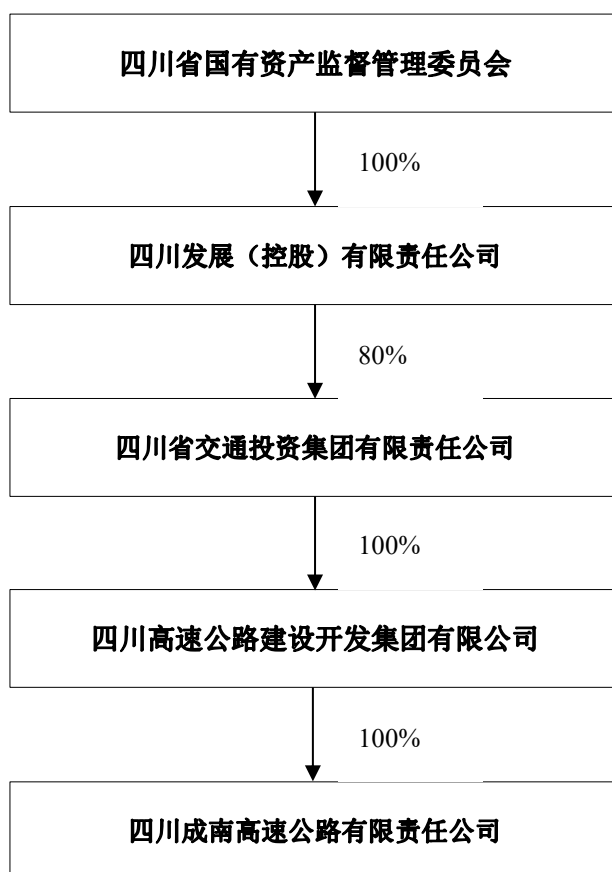 四川省国有资产监督管理委员会
100%
四川发展（控股）有限责任公司
80%
四川省交通投资集团有限责任公司
100%
四川高速公路建设开发集团有限公司
100%
四川成南高速公路有限责任公司